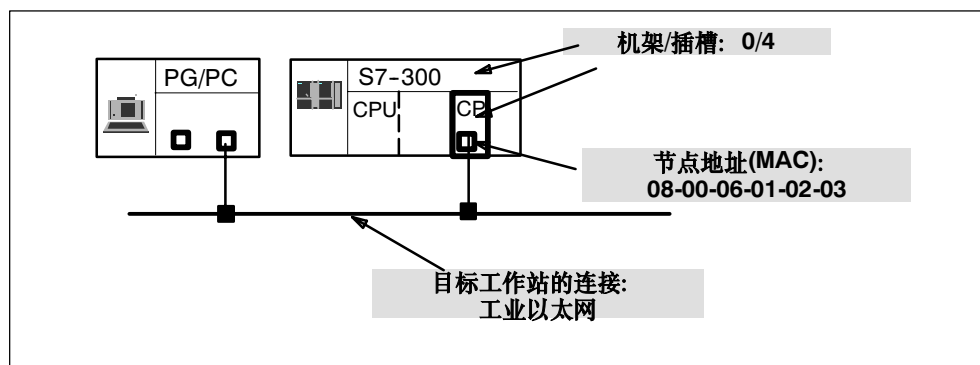 机架/插槽: 0/4
PG/PC
S7-300
CPU
CP
节点地址(MAC):
08-00-06-01-02-03
目标工作站的连接:
工业以太网